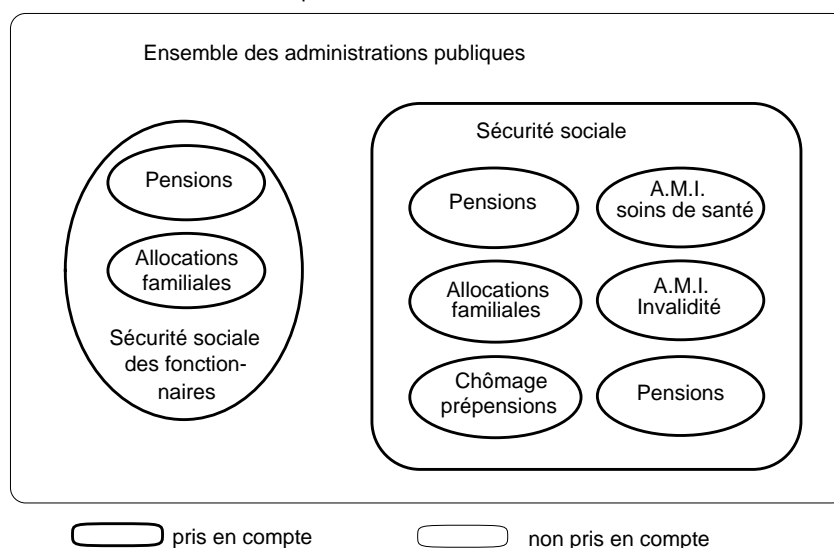 Ensemble des administrations publiques
Pensions
Allocations
familiales
Sécurité sociale
des fonction-
naires
Sécurité sociale
Pensions
A.M.I.
soins de santé
Allocations
familiales
A.M.I.
Invalidité
Chômage
prépensions
Pensions
pris en compte
non pris en compte